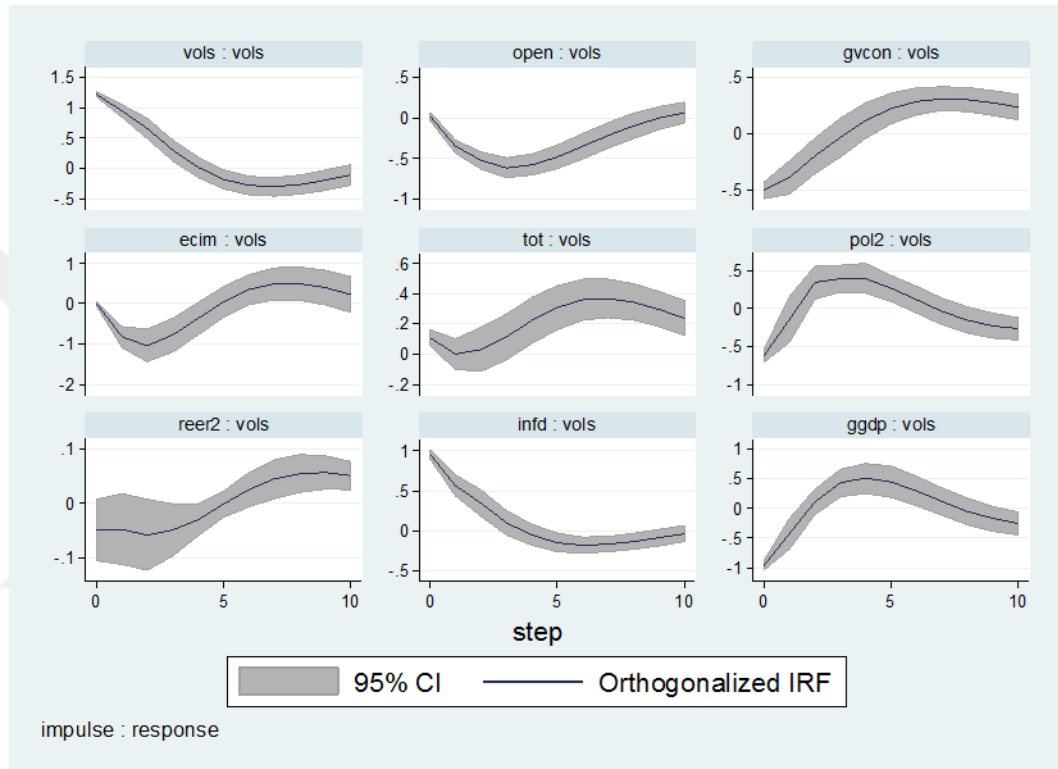 vols : vols
open : vols
gvcon : vols
1.5
1
.5
0
-.5
.5
0
-.5
-1
.5
0
-.5
ecim : vols
tot : vols
pol2 : vols
1
0
-1
-2
.6
.4
.2
0
-.2
.5
0
-.5
-1
reer2 : vols
infd : vols
ggdp : vols
.1
0
-.1
1
.5
0
-.5
1
.5
0
-.5
-1
0 5 10
0 5 10
0 5 10
step
95% CI Orthogonalized IRF
impulse : response